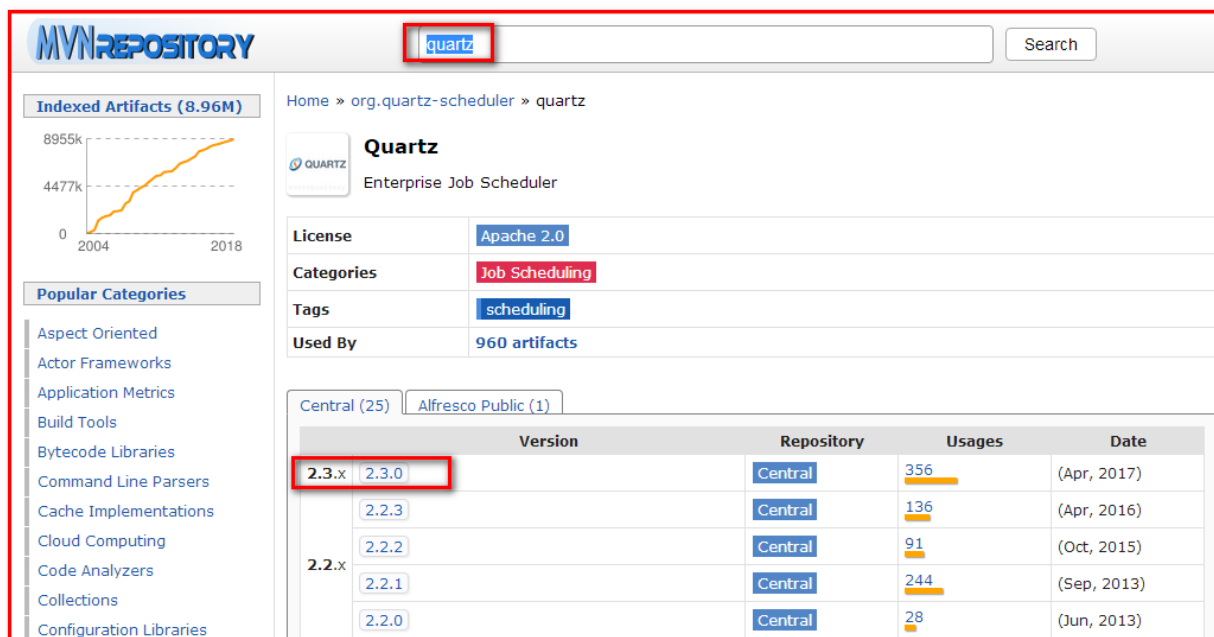 MVNREPOSITORY
quartz
Search
Indexed Artifacts (8.96M)
8955k
4477k
0
2004 2018
Popular Categories
Aspect Oriented
Actor Frameworks
Application Metrics
Build Tools
Bytecode Libraries
Command Line Parsers
Cache Implementations
Cloud Computing
Code Analyzers
Collections
Configuration Libraries
Home » org.quartz-scheduler » quartz
QUARTZ
Quartz
Enterprise Job Scheduler
License Apache 2.0
Categories Job Scheduling
Tags scheduling
Used By 960 artifacts
Central (25) Alfresco Public (1)
Version Repository Usages Date
2.3.x 2.3.0 Central 356 (Apr, 2017)
2.2.3 Central 136 (Apr, 2016)
2.2.2 Central 91 (Oct, 2015)
2.2.x
2.2.1 Central 244 (Sep, 2013)
2.2.0 Central 28 (Jun, 2013)